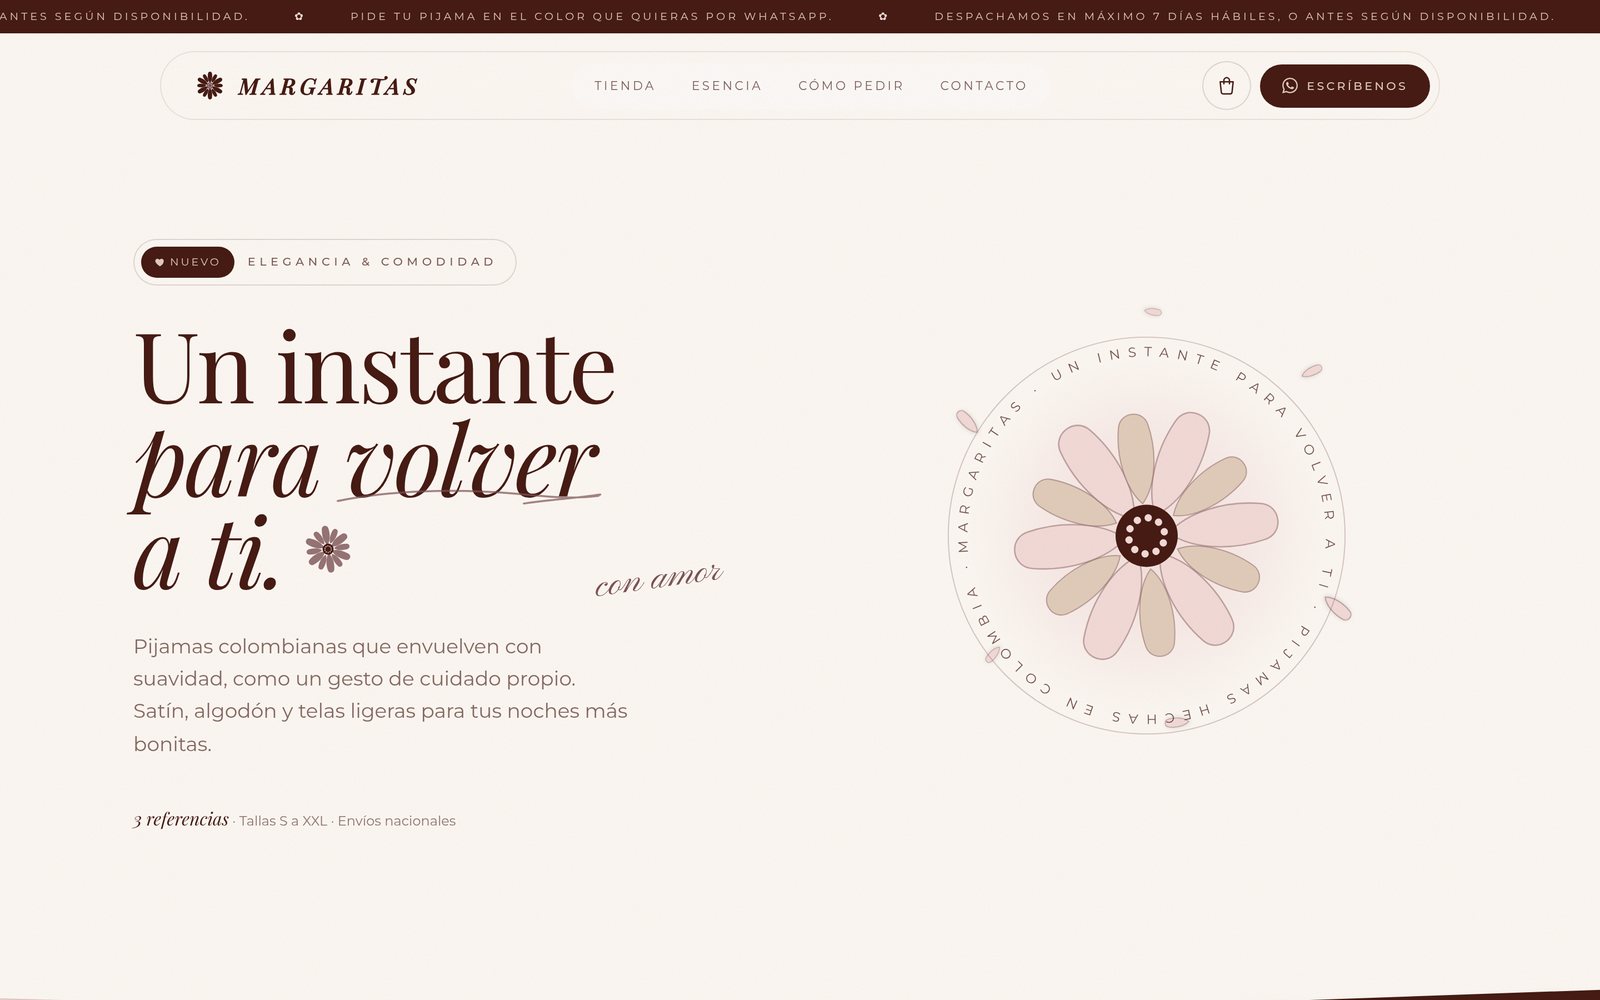 ANTES SEGÚN DISPONIBILIDAD. ✿ PIDE TU PIJAMA EN EL COLOR QUE QUIERAS POR WHATSAPP. ✿ DESPACHAMOS EN MÁXIMO 7 DÍAS HÁBILES, O ANTES SEGÚN DISPONIBILIDAD.
MARGARITAS TIENDA ESENCIA CÓMO PEDIR CONTACTO ESCRÍBENOS
NUEVO ELEGANCIA & COMODIDAD
Un instante
para volver
a ti.
con amor
Pijamas colombianas que envuelven con
suavidad, como un gesto de cuidado propio.
Satín, algodón y telas ligeras para tus noches más
bonitas.
3 referencias · Tallas S a XXL · Envíos nacionales
MARGARITAS · UN INSTANTE PARA VOLVER A TI · PIJAMAS HECHAS EN COLOMBIA ·